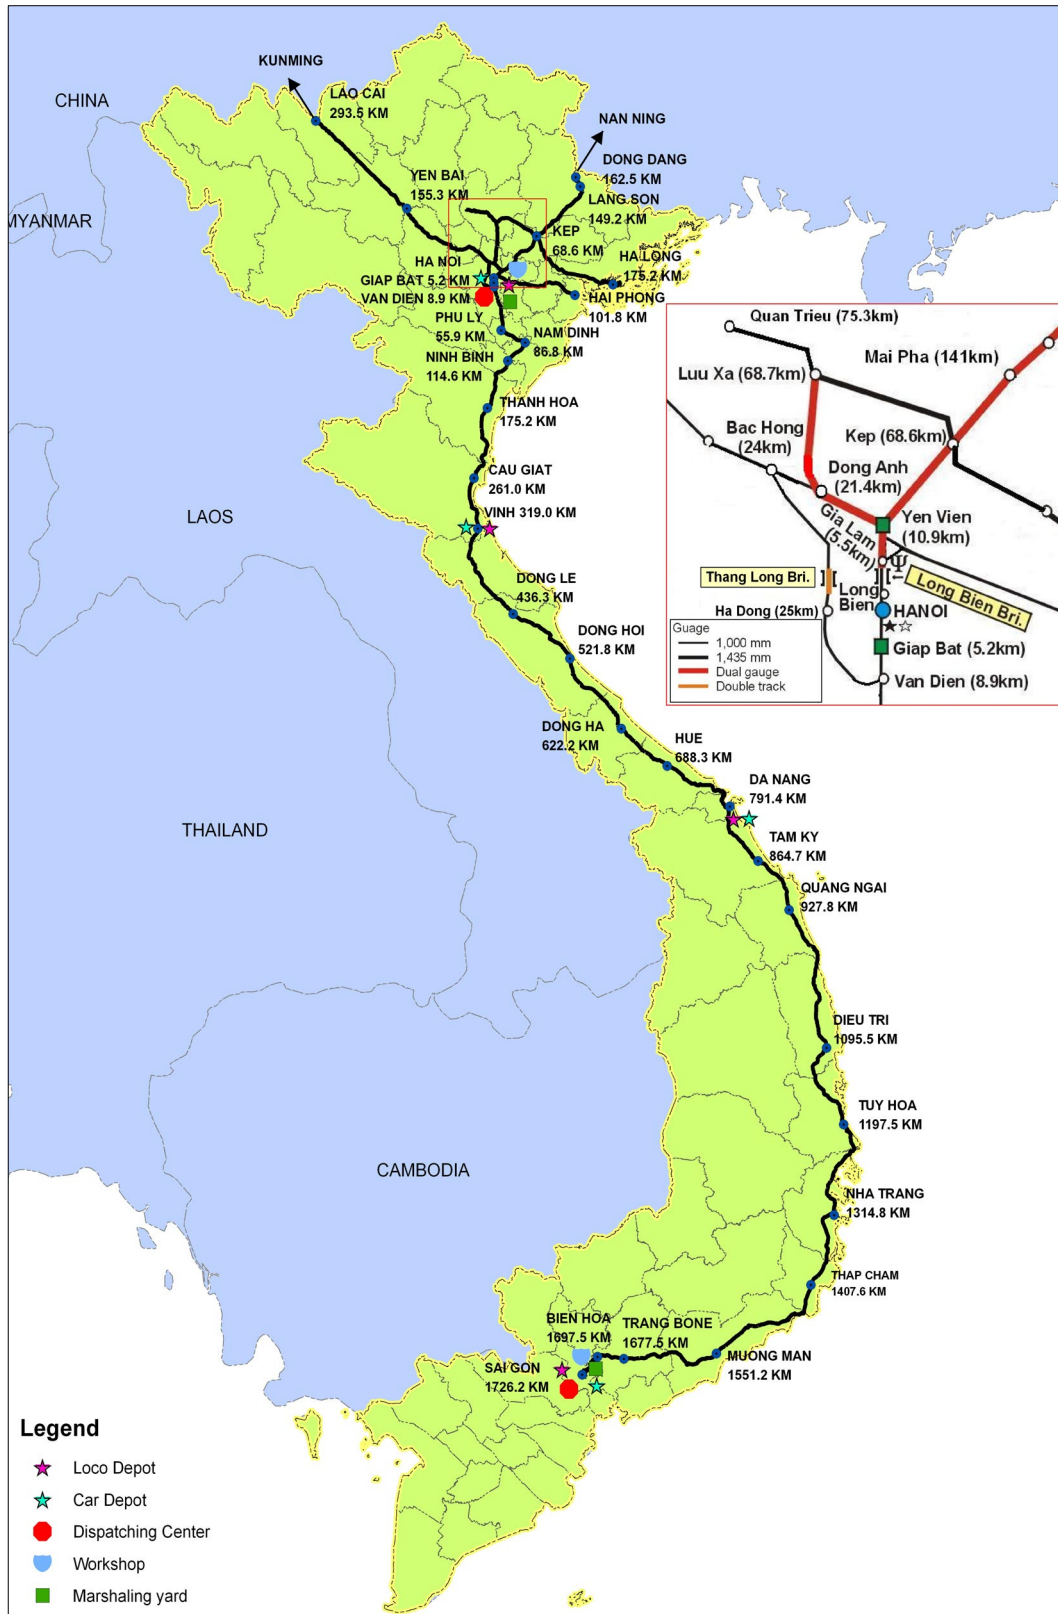 KUNMING
CHINA
LAO CAI
293.5 KM
NAN NING
DONG DANG
162.5 KM
YEN BAI
155.3 KM
LANG SON
149.2 KM
MYANMAR
KEP
68.6 KM
HA LONG
175.2 KM
HA NOI
GIAP BAT 5.2 KM
VAN DIEN 8.9 KM
HAI PHONG
101.8 KM
PHU LY
55.9 KM
NAM DINH
86.8 KM
NINH BINH
114.6 KM
THANH HOA
175.2 KM
CAU GIAT
261.0 KM
VINH 319.0 KM
LAOS
DONG LE
436.3 KM
DONG HOI
521.8 KM
DONG HA
622.2 KM
HUE
688.3 KM
DA NANG
791.4 KM
THAILAND
TAM KY
864.7 KM
QUANG NGAI
927.8 KM
DIEU TRI
1095.5 KM
TUY HOA
1197.5 KM
CAMBODIA
NHA TRANG
1314.8 KM
THAP CHAM
1407.6 KM
BIEN HOA
1697.5 KM
TRANG BONE
1677.5 KM
MUONG MAN
1551.2 KM
SAI GON
1726.2 KM
Quan Trieu (75.3km)
Mai Pha (141km)
Luu Xa (68.7km)
Bac Hong
(24km)
Kep (68.6km)
Dong Anh
(21.4km)
Gia Lam
(5.5km)
Yen Vien
(10.9km)
Thang Long Bri.
Long
Bien
Long Bien Bri.
Ha Dong (25km)
HANOI
Giap Bat (5.2km)
Van Dien (8.9km)
Guage
1,000 mm
1,435 mm
Dual gauge
Double track
Legend
Loco Depot
Car Depot
Dispatching Center
Workshop
Marshaling yard